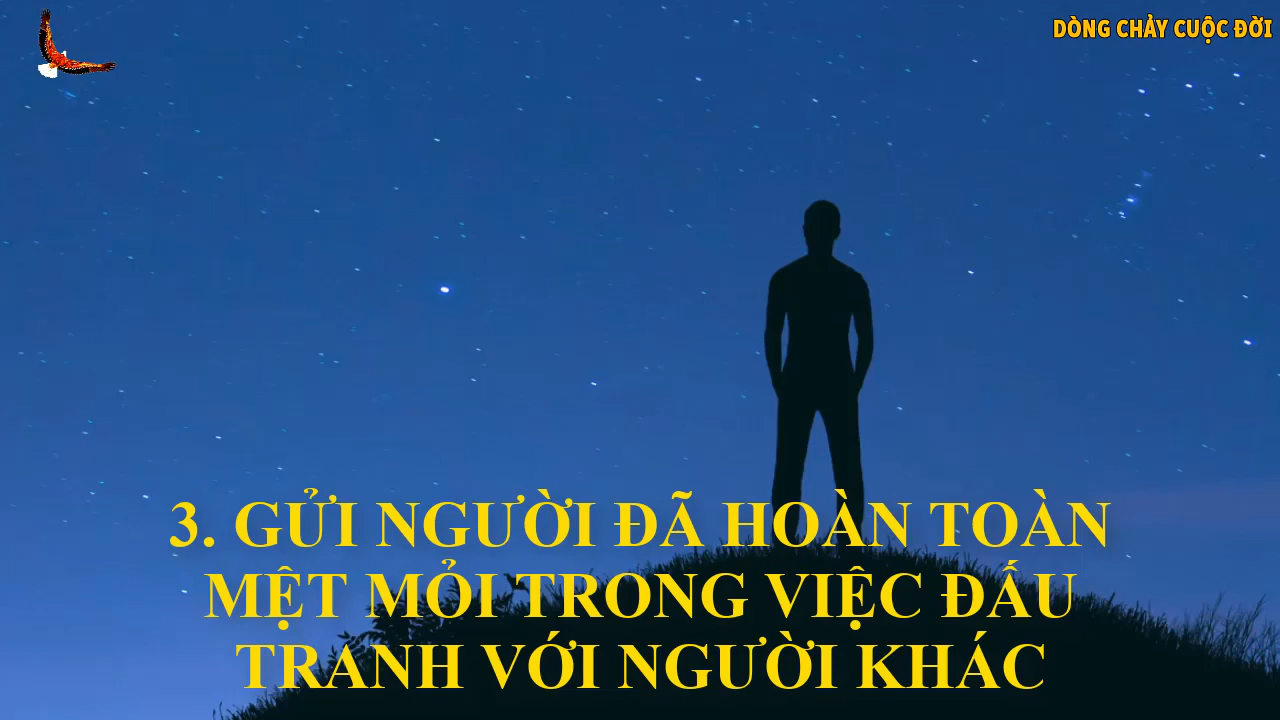 DÒNG CHẢY CUỘC ĐỜI
3. GỬI NGƯỜI ĐÃ HOÀN TOÀN
MỆT MỎI TRONG VIỆC ĐẤU
TRANH VỚI NGƯỜI KHÁC